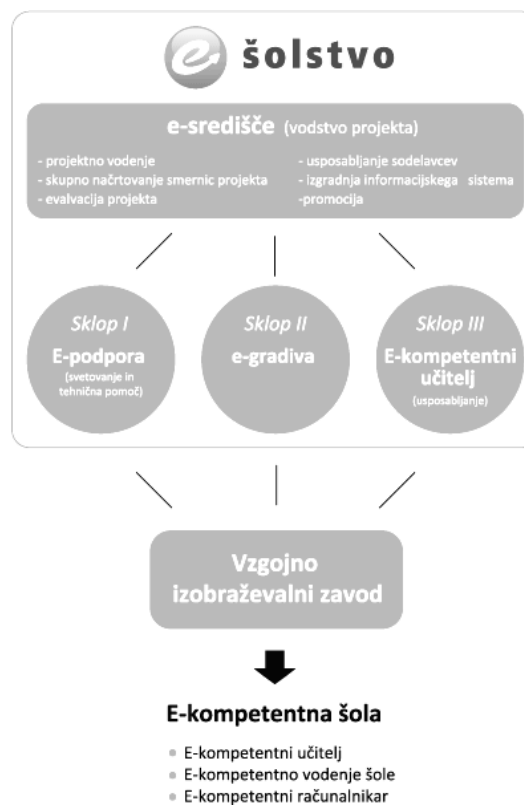 e šolstvo
e-središče (vodstvo projekta)
- projektno vodenje
- skupno načrtovanje smernic projekta
- evalvacija projekta
- usposabljanje sodelavcev
- izgradnja informacijskega sistema
-promocija
Sklop I
E-podpora
(svetovanje in
tehnična pomoč)
Sklop II
e-gradiva
Sklop III
E-kompetentni
učitelj
(usposabljanje)
Vzgojno
izobraževalni zavod
E-kompetentna šola
E-kompetentni učitelj
E-kompetentno vodenje šole
E-kompetentni računalnikar